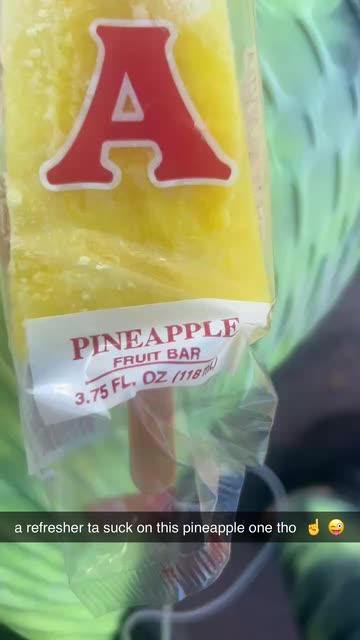 A
PINEAPPLE
FRUIT BAR
3.75 FL. OZ (118 mL)
a refresher ta suck on this pineapple one tho ☝️ 😜